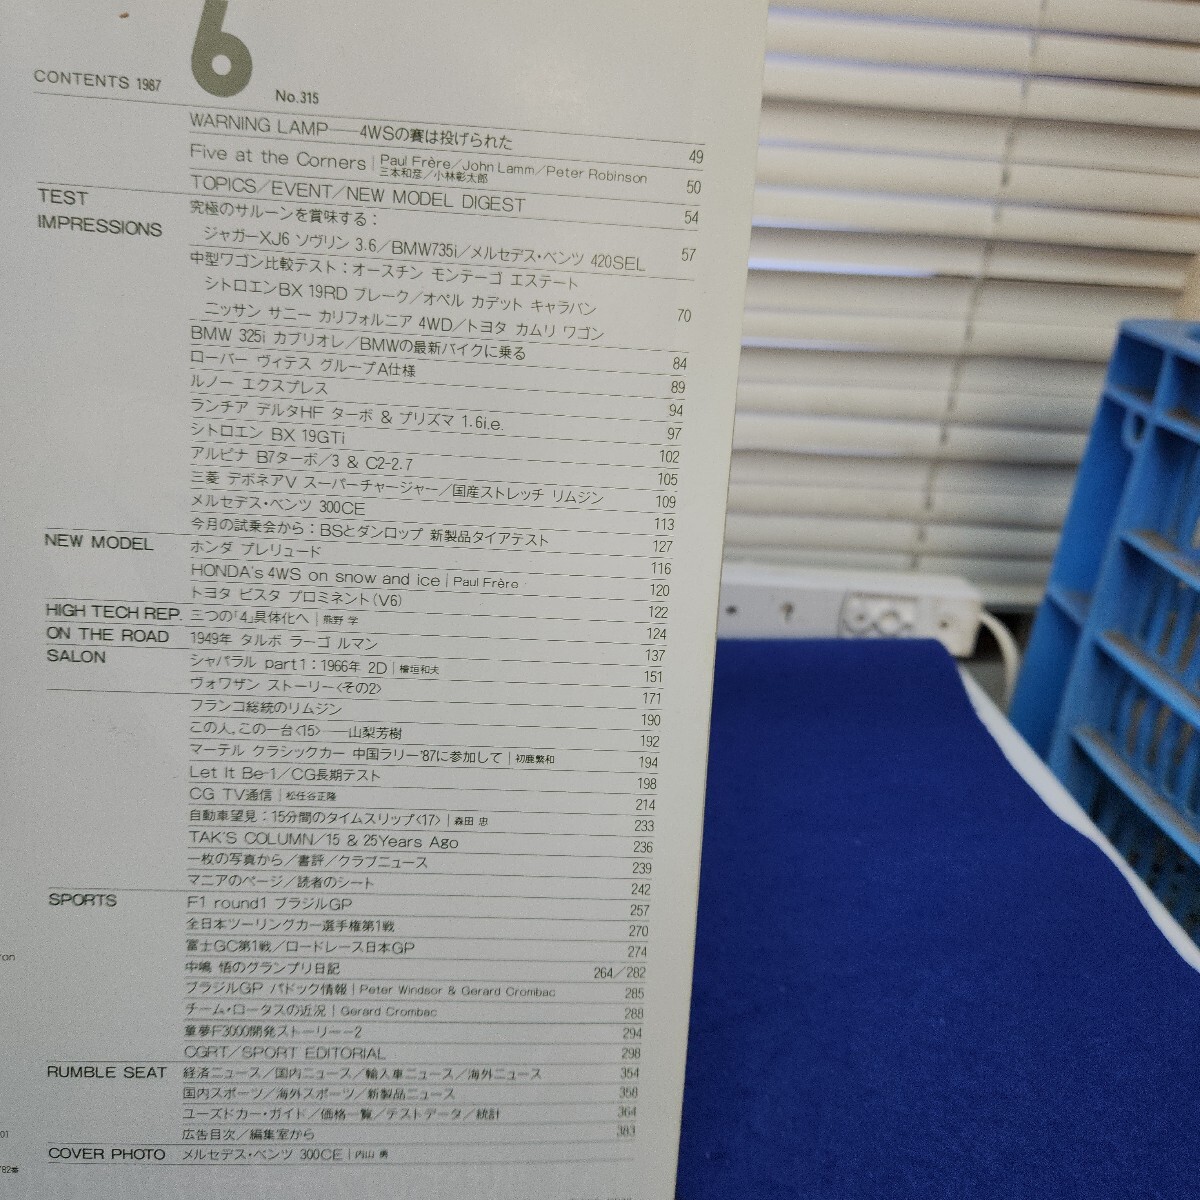 6
CONTENTS 1987
No.315
WARNING LAMP——4WSの賽は投げられた 49
Five at the Corners | Paul Frère／John Lamm／Peter Robinson 50
三本和彦／小林彰太郎
TOPICS／EVENT／NEW MODEL DIGEST 54
TEST IMPRESSIONS
究極のサルーンを賞味する：
ジャガーXJ6 ソヴリン 3.6／BMW735i／メルセデス・ベンツ 420SEL 57
中型ワゴン比較テスト：オースチン モンテーゴ エステート
シトロエンBX 19RD ブレーク／オペル カデット キャラバン 70
ニッサン サニー カリフォルニア 4WD／トヨタ カムリ ワゴン
BMW 325i カブリオレ／BMWの最新バイクに乗る 84
ローバー ヴィテス グループA仕様 89
ルノー エクスプレス 94
ランチア デルタHF ターボ & プリズマ 1.6i.e. 97
シトロエン BX 19GTi 102
アルピナ B7ターボ／3 & C2-2.7 105
三菱 デボネアV スーパーチャージャー／国産ストレッチ リムジン 109
メルセデス・ベンツ 300CE 113
今月の試乗会から：BSとダンロップ 新製品タイアテスト 127
NEW MODEL
ホンダ プレリュード 116
HONDA's 4WS on snow and ice | Paul Frère 120
トヨタ ビスタ プロミネント(V6) 122
HIGH TECH REP. 三つの「4」具体化へ | 熊野 学 124
ON THE ROAD 1949年 タルボ ラーゴ ルマン 137
SALON シャパラル part1：1966年 2D | 檜垣和夫 151
ヴォワザン ストーリー〈その2〉 171
フランコ総統のリムジン 190
この人、この一台〈15〉——山梨芳樹 192
マーテル クラシックカー 中国ラリー'87に参加して | 初鹿繁和 194
Let It Be-1／CG長期テスト 198
CG TV通信 | 松任谷正隆 214
自動車望見：15分間のタイムスリップ〈17〉 | 森田 忠 233
TAK'S COLUMN／15 & 25Years Ago 236
一枚の写真から／書評／クラブニュース 239
マニアのページ／読者のシート 242
SPORTS F1 round1 ブラジルGP 257
全日本ツーリングカー選手権第1戦 270
富士GC第1戦／ロードレース日本GP 274
中嶋 悟のグランプリ日記 264／282
ブラジルGP パドック情報 | Peter Windsor & Gerard Crombac 285
チーム・ロータスの近況 | Gerard Crombac 288
童夢F3000開発ストーリー—2 294
CGRT／SPORT EDITORIAL 298
RUMBLE SEAT 経済ニュース／国内ニュース／輸入車ニュース／海外ニュース 354
国内スポーツ／海外スポーツ／新製品ニュース 358
ユーズドカー・ガイド／価格一覧／テストデータ／統計 364
広告目次／編集室から 383
COVER PHOTO メルセデス・ベンツ 300CE | 内山 勇
ron
01
782番